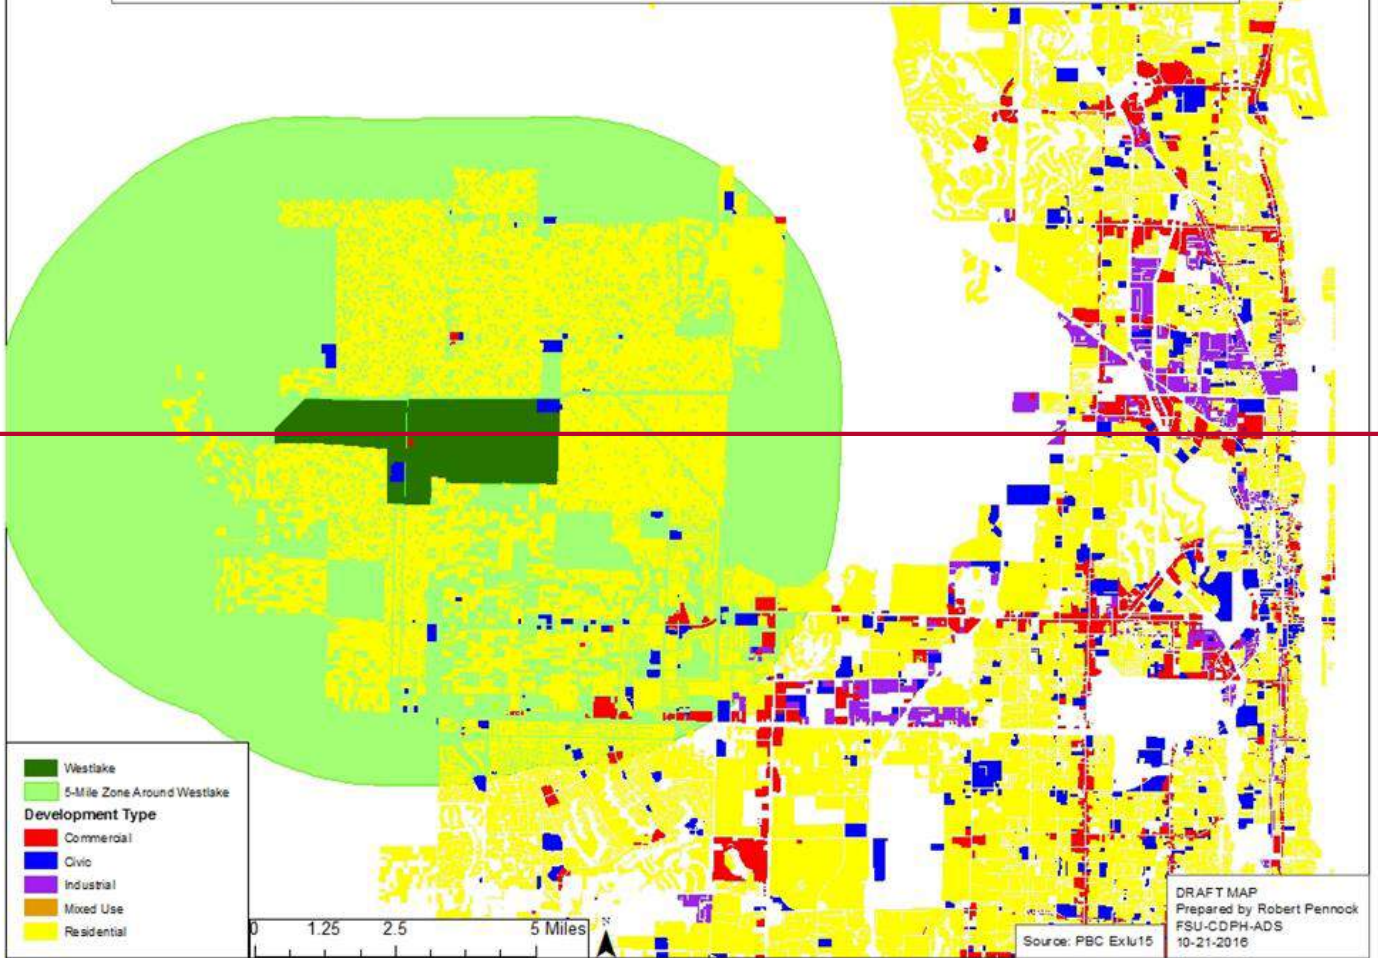 Westlake
5-Mile Zone Around Westlake
Development Type
Commercial
Civic
Industrial
Mixed Use
Residential
0 1.25 2.5 5 Miles
N
Source: PBC Exlu15
DRAFT MAP
Prepared by Robert Pennock
FSU-CDPH-ADS
10-21-2016